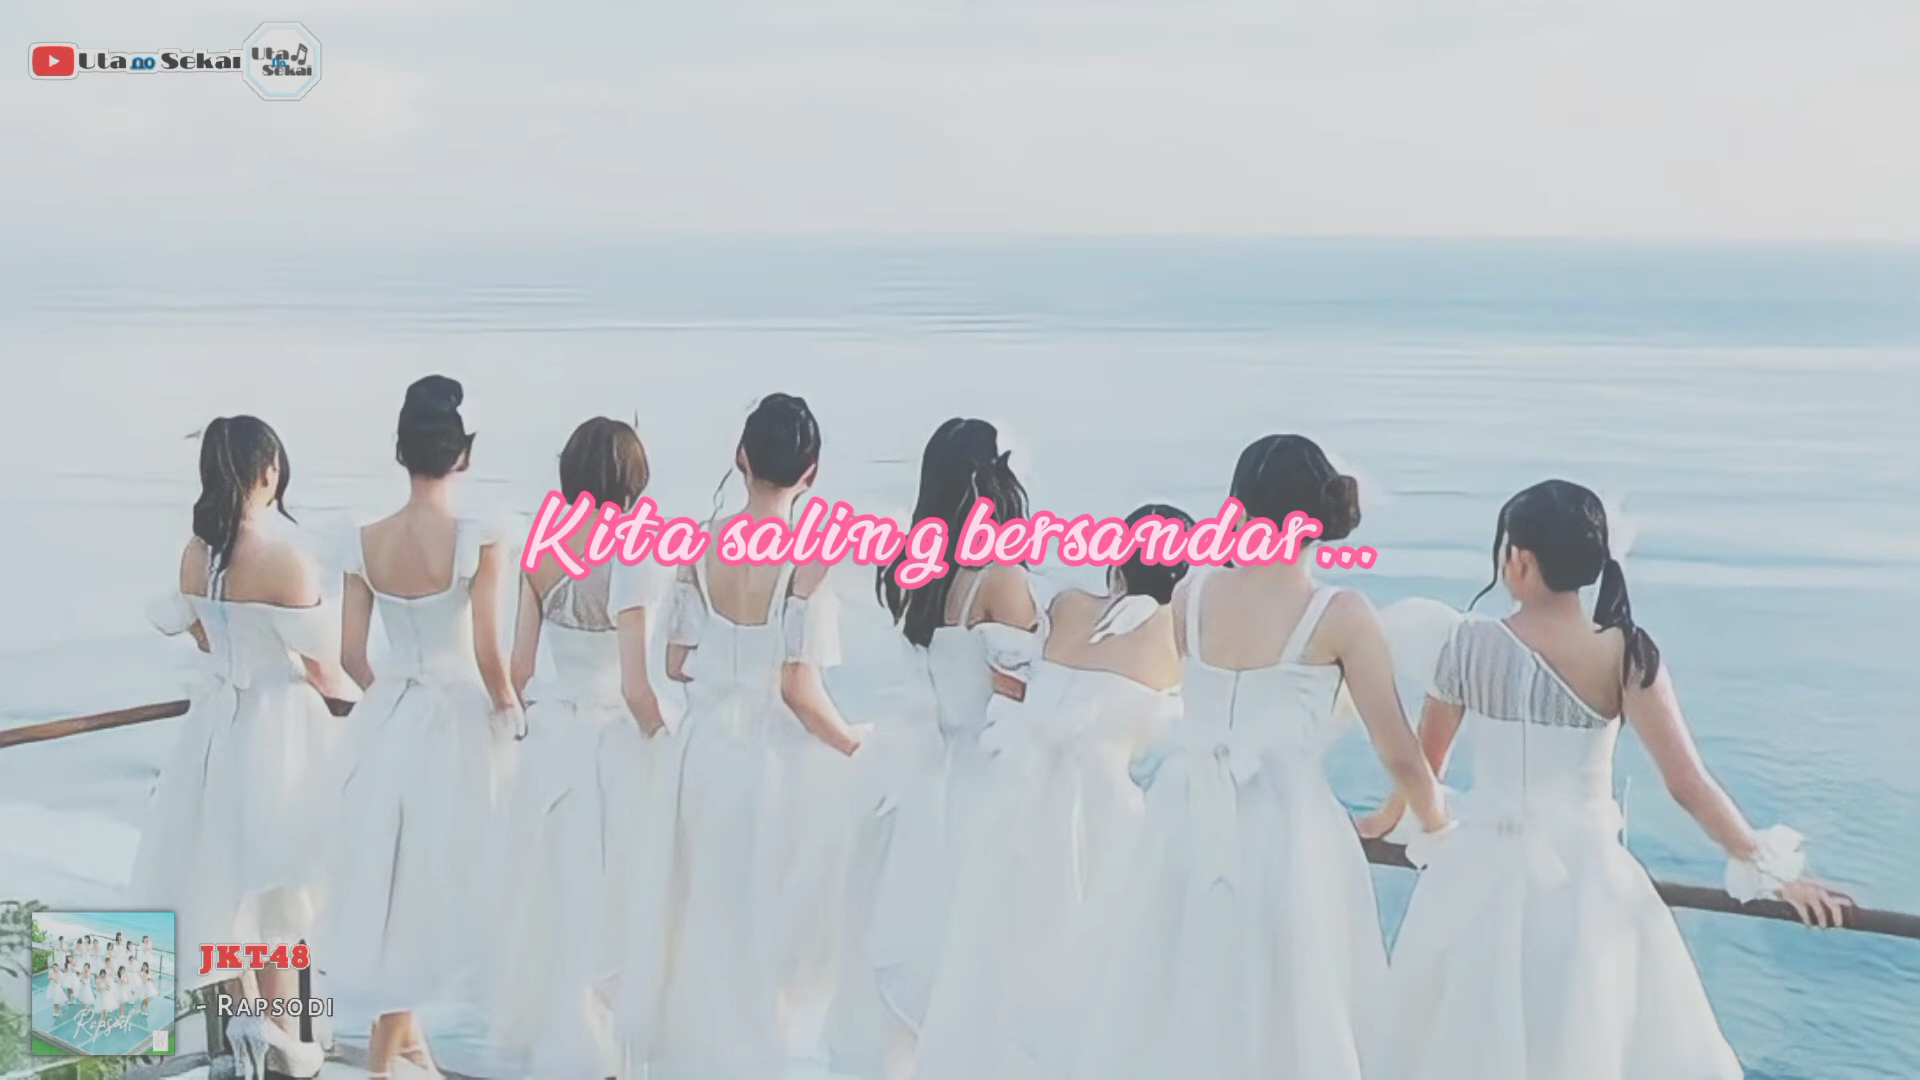 Uta no Sekai
Uta no Sekai
Kita saling bersandar...
JKT48
- Rapsodi
Rapsodi